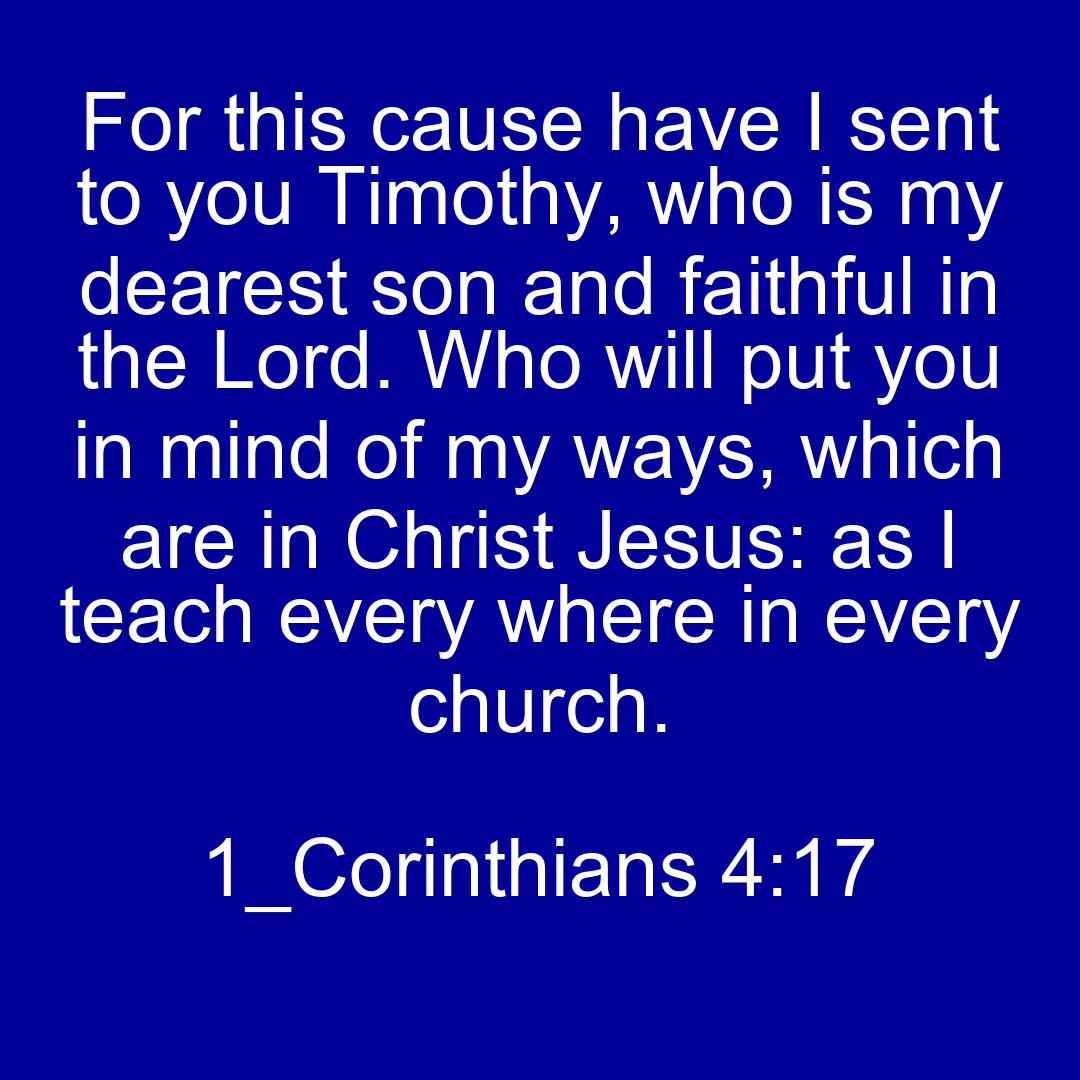 For this cause have I sent
to you Timothy, who is my
dearest son and faithful in
the Lord. Who will put you
in mind of my ways, which
are in Christ Jesus: as I
teach every where in every
church.
1_Corinthians 4:17